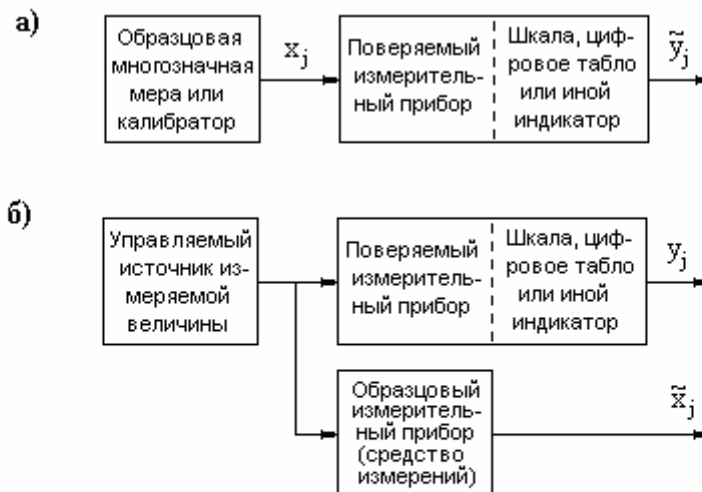 а)
Образцовая
многозначная
мера или
калибратор
x_j
Поверяемый
измеритель-
ный прибор
Шкала, циф-
ровое табло
или иной
индикатор
ỹ_j
б)
Управляемый
источник из-
меряемой
величины
Поверяемый
измеритель-
ный прибор
Шкала, циф-
ровое табло
или иной
индикатор
y_j
Образцовый
измеритель-
ный прибор
(средство
измерений)
x̃_j